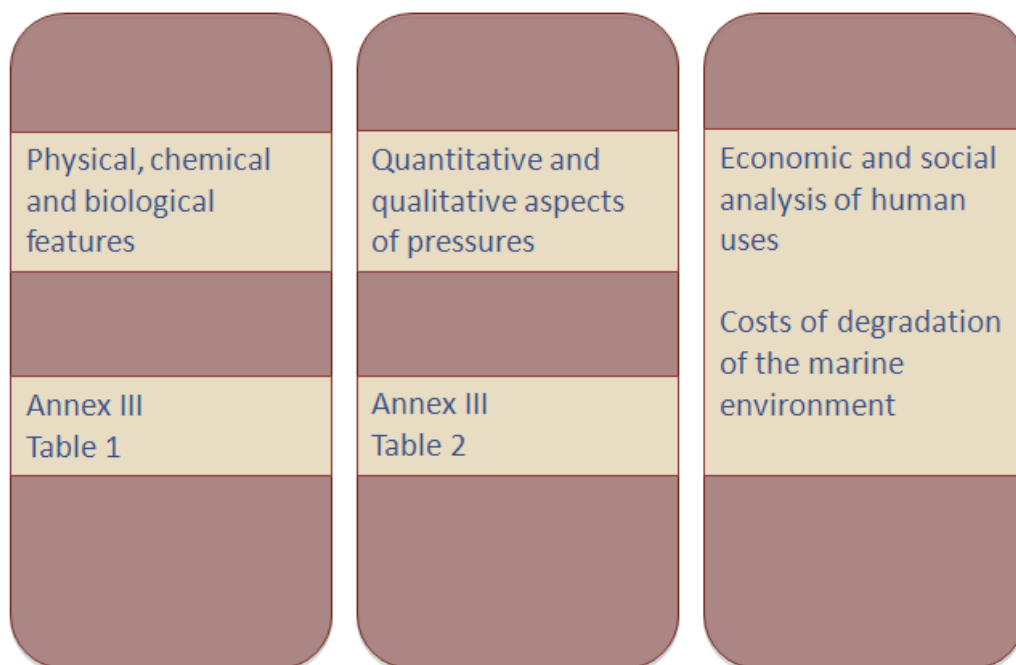 Physical, chemical
and biological
features
Annex III
Table 1
Quantitative and
qualitative aspects
of pressures
Annex III
Table 2
Economic and social
analysis of human
uses
Costs of degradation
of the marine
environment